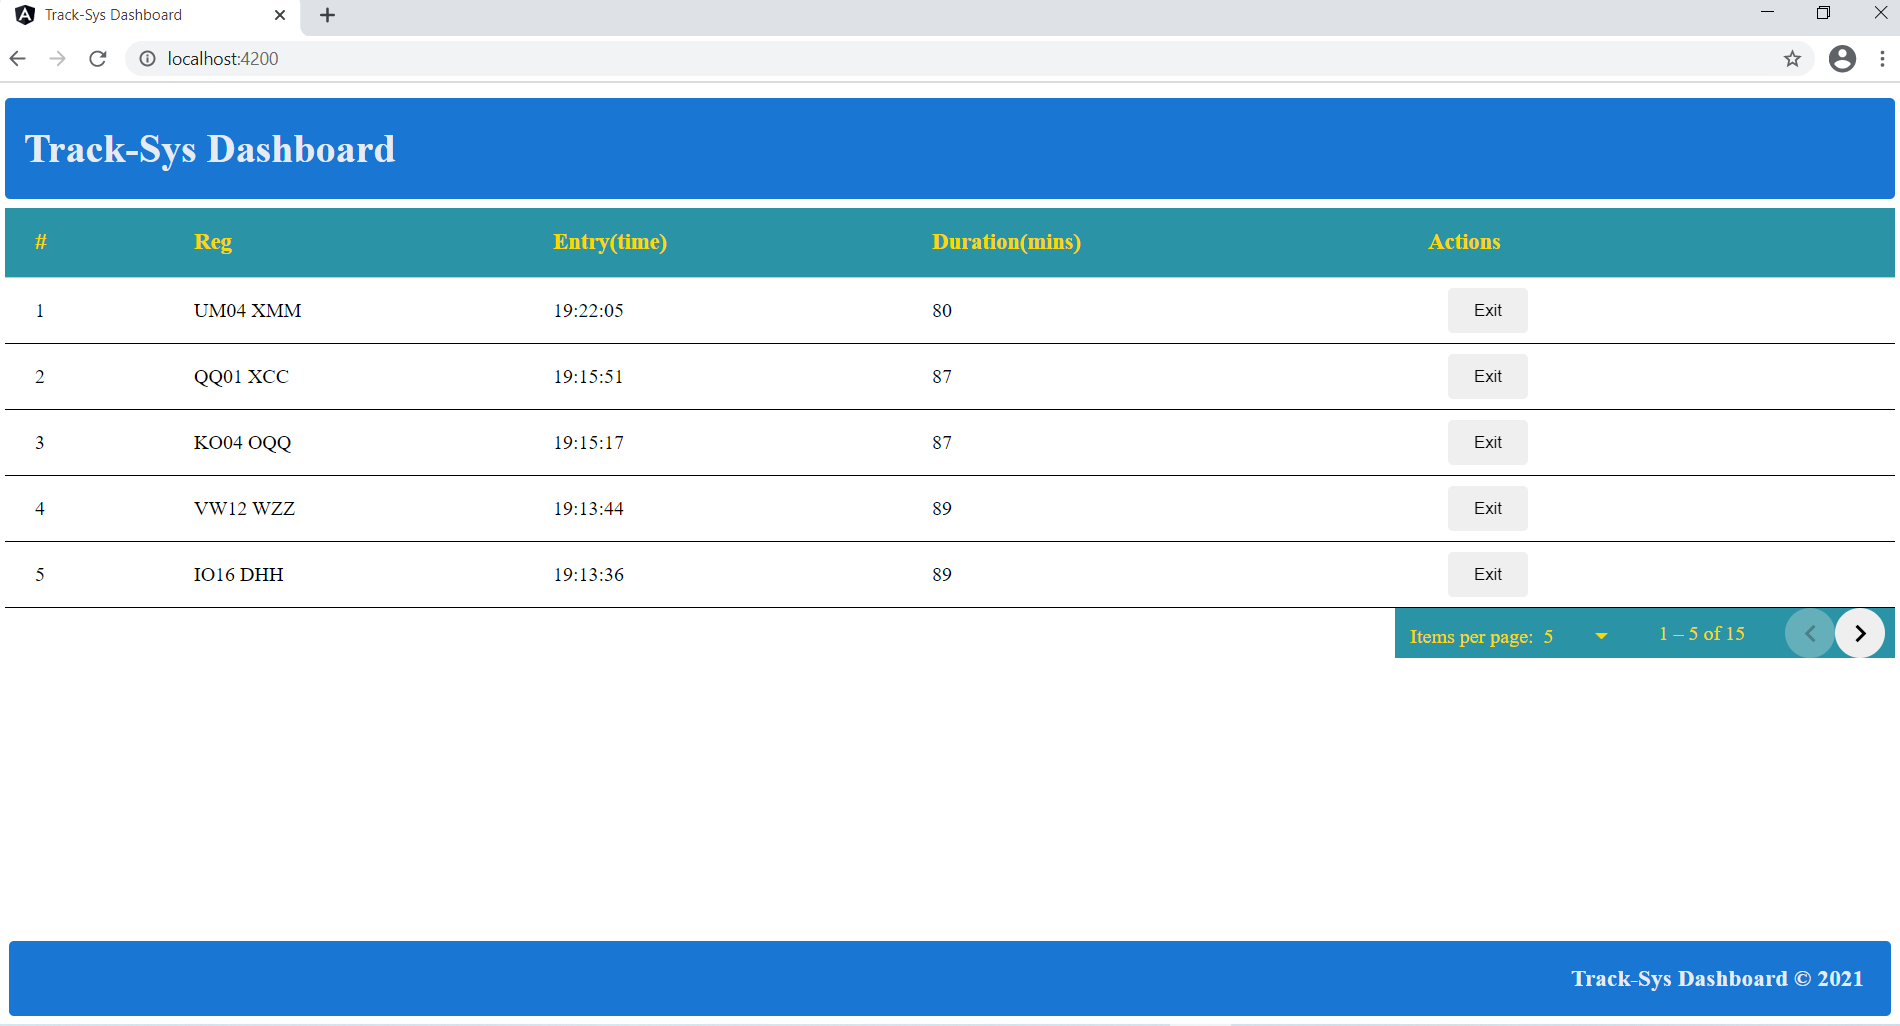 Track-Sys Dashboard
localhost:4200
Track-Sys Dashboard
# Reg Entry(time) Duration(mins) Actions
1 UM04 XMM 19:22:05 80 Exit
2 QQ01 XCC 19:15:51 87 Exit
3 KO04 OQQ 19:15:17 87 Exit
4 VW12 WZZ 19:13:44 89 Exit
5 IO16 DHH 19:13:36 89 Exit
Items per page: 5 1 – 5 of 15
Track-Sys Dashboard © 2021